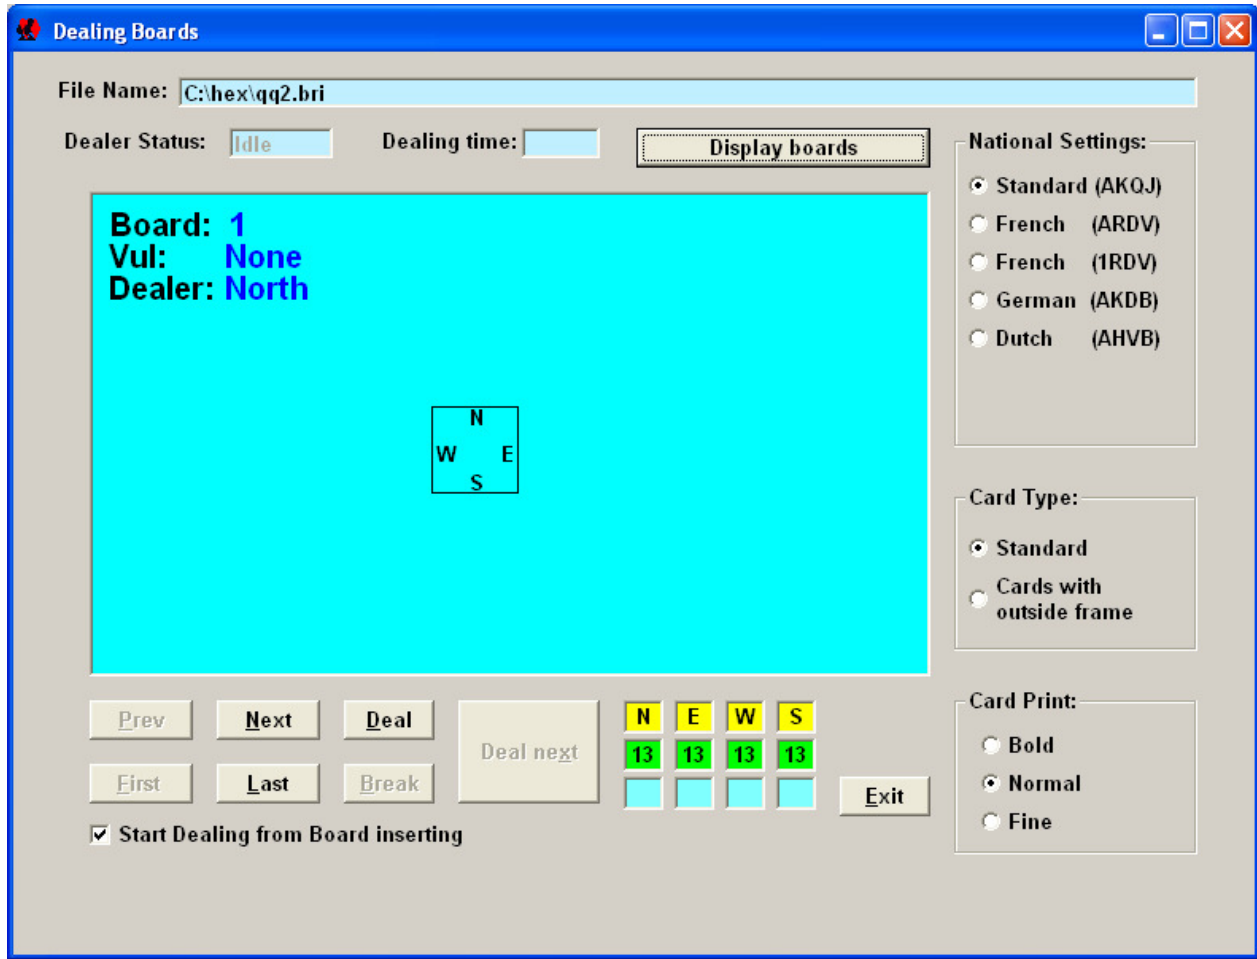 Dealing Boards
File Name: C:\hex\qq2.bri
Dealer Status: Idle Dealing time: Display boards
Board: 1
Vul: None
Dealer: North
N
W E
S
National Settings:
Standard (AKQJ)
French (ARDV)
French (1RDV)
German (AKDB)
Dutch (AHVB)
Card Type:
Standard
Cards with
outside frame
Card Print:
Bold
Normal
Fine
Prev Next Deal Deal next
First Last Break
N E W S
13 13 13 13
Exit
Start Dealing from Board inserting